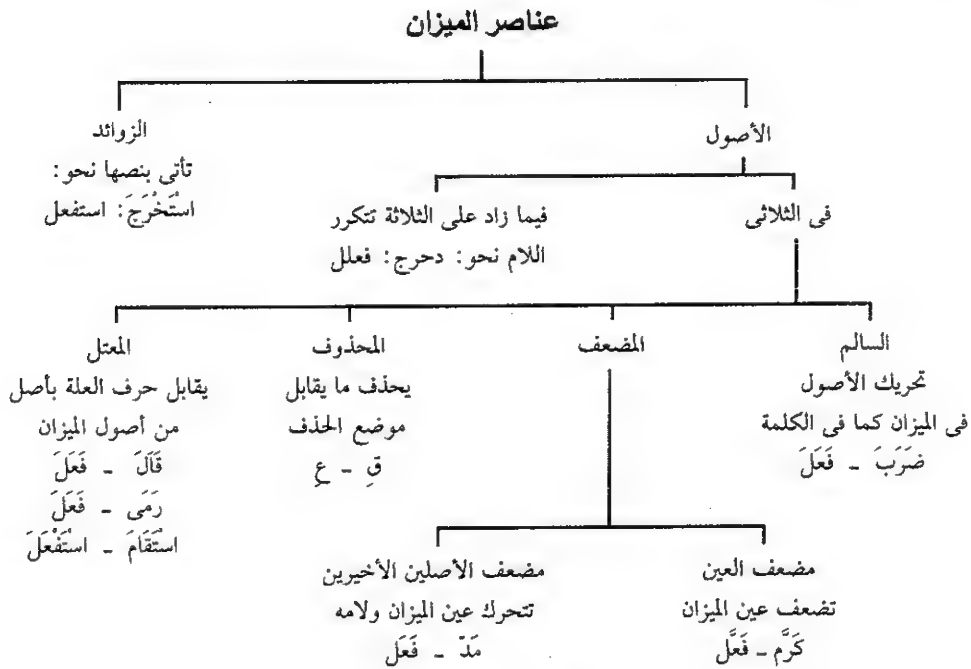 عناصر الميزان
الأصول
الزوائد
تأتى بنصها نحو:
استَخْرَجَ: استفعل
فى الثلاثى
فيما زاد على الثلاثة تتكرر
اللام نحو: دحرج: فعلل
السالم
تحريك الأصول
فى الميزان كما فى الكلمة
ضَرَبَ - فَعَلَ
المضعف
المحذوف
يحذف ما يقابل
موضع الحذف
قِ - عِ
المعتل
يقابل حرف العلة بأصل
من أصول الميزان
قَالَ - فَعَلَ
رَمَى - فَعَلَ
استَقَامَ - اسْتَفْعَلَ
مضعف العين
تضعف عين الميزان
كَرَّم - فَعَّل
مضعف الأصلين الأخيرين
تتحرك عين الميزان ولامه
مَدّ - فَعَل